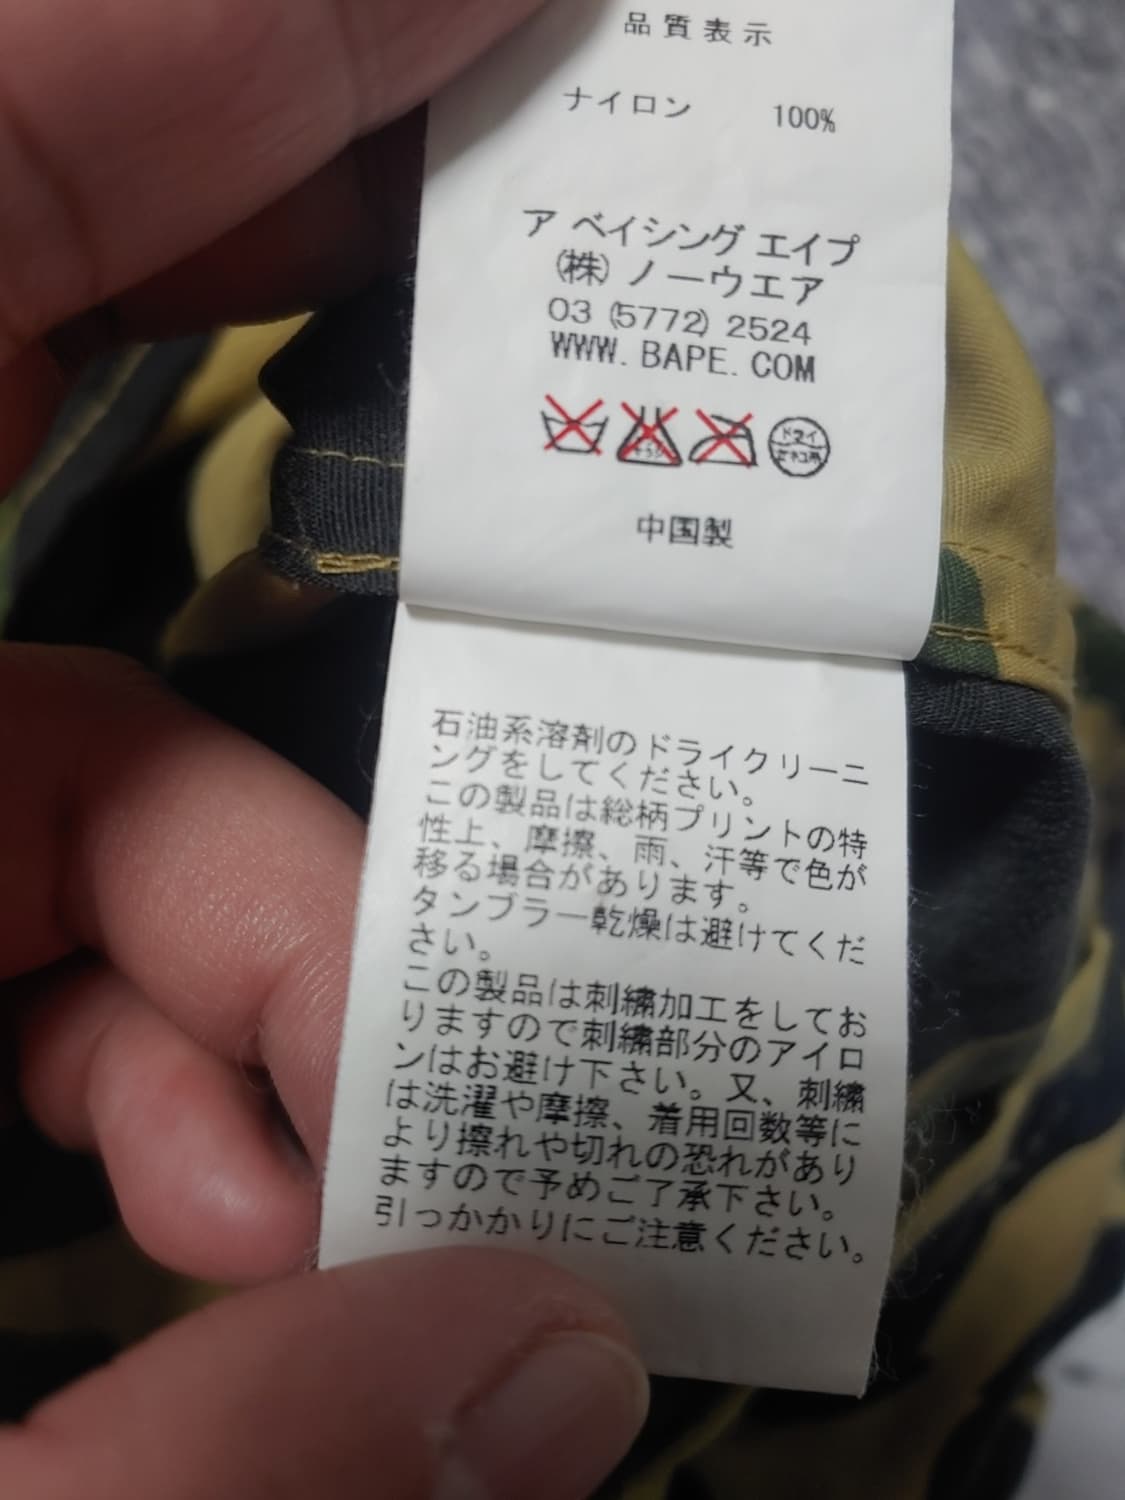 品質表示
ナイロン 100%
ア ベイシング エイプ
(株) ノーウエア
03 (5772) 2524
WWW. BAPE. COM
ドライ
セキユ系
中国製
石油系溶剤のドライクリーニ
ングをしてください。
この製品は総柄プリントの特
性上、摩擦、雨、汗等で色が
移る場合があります。
タンブラー乾燥は避けてくだ
さい。
この製品は刺繍加工をしてお
りますので刺繍部分のアイロ
ンはお避け下さい。又、刺繍
は洗濯や摩擦、着用回数等に
より擦れや切れの恐れがあり
ますので予めご了承下さい。
引っかかりにご注意ください。